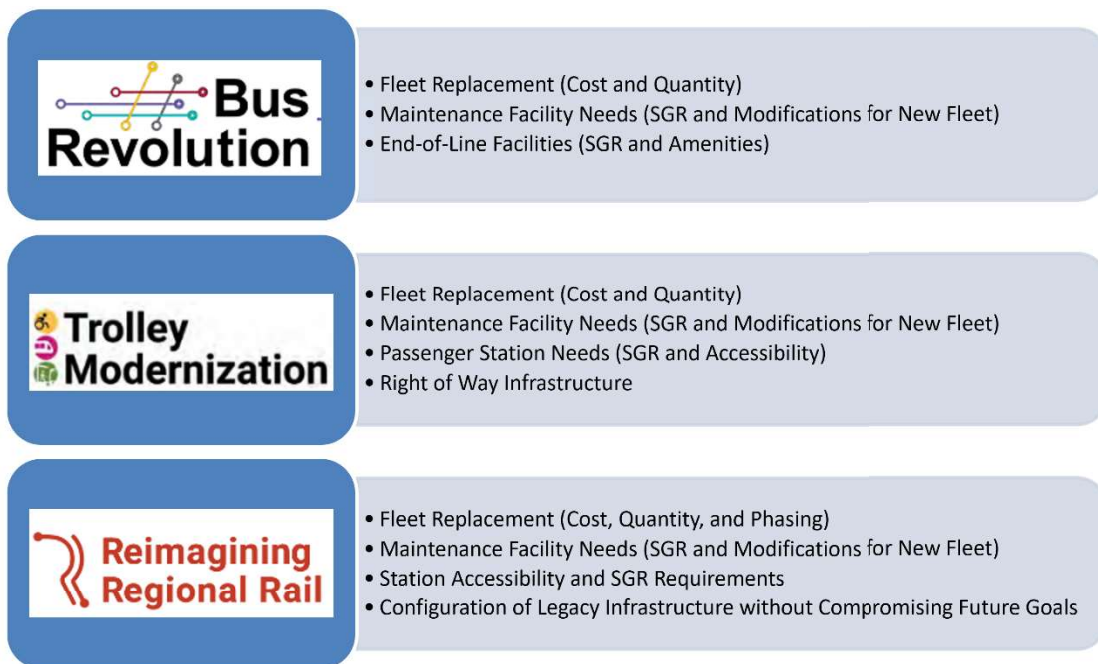 Bus
Revolution
• Fleet Replacement (Cost and Quantity)
• Maintenance Facility Needs (SGR and Modifications for New Fleet)
• End-of-Line Facilities (SGR and Amenities)
Trolley
Modernization
• Fleet Replacement (Cost and Quantity)
• Maintenance Facility Needs (SGR and Modifications for New Fleet)
• Passenger Station Needs (SGR and Accessibility)
• Right of Way Infrastructure
Reimagining
Regional Rail
• Fleet Replacement (Cost, Quantity, and Phasing)
• Maintenance Facility Needs (SGR and Modifications for New Fleet)
• Station Accessibility and SGR Requirements
• Configuration of Legacy Infrastructure without Compromising Future Goals